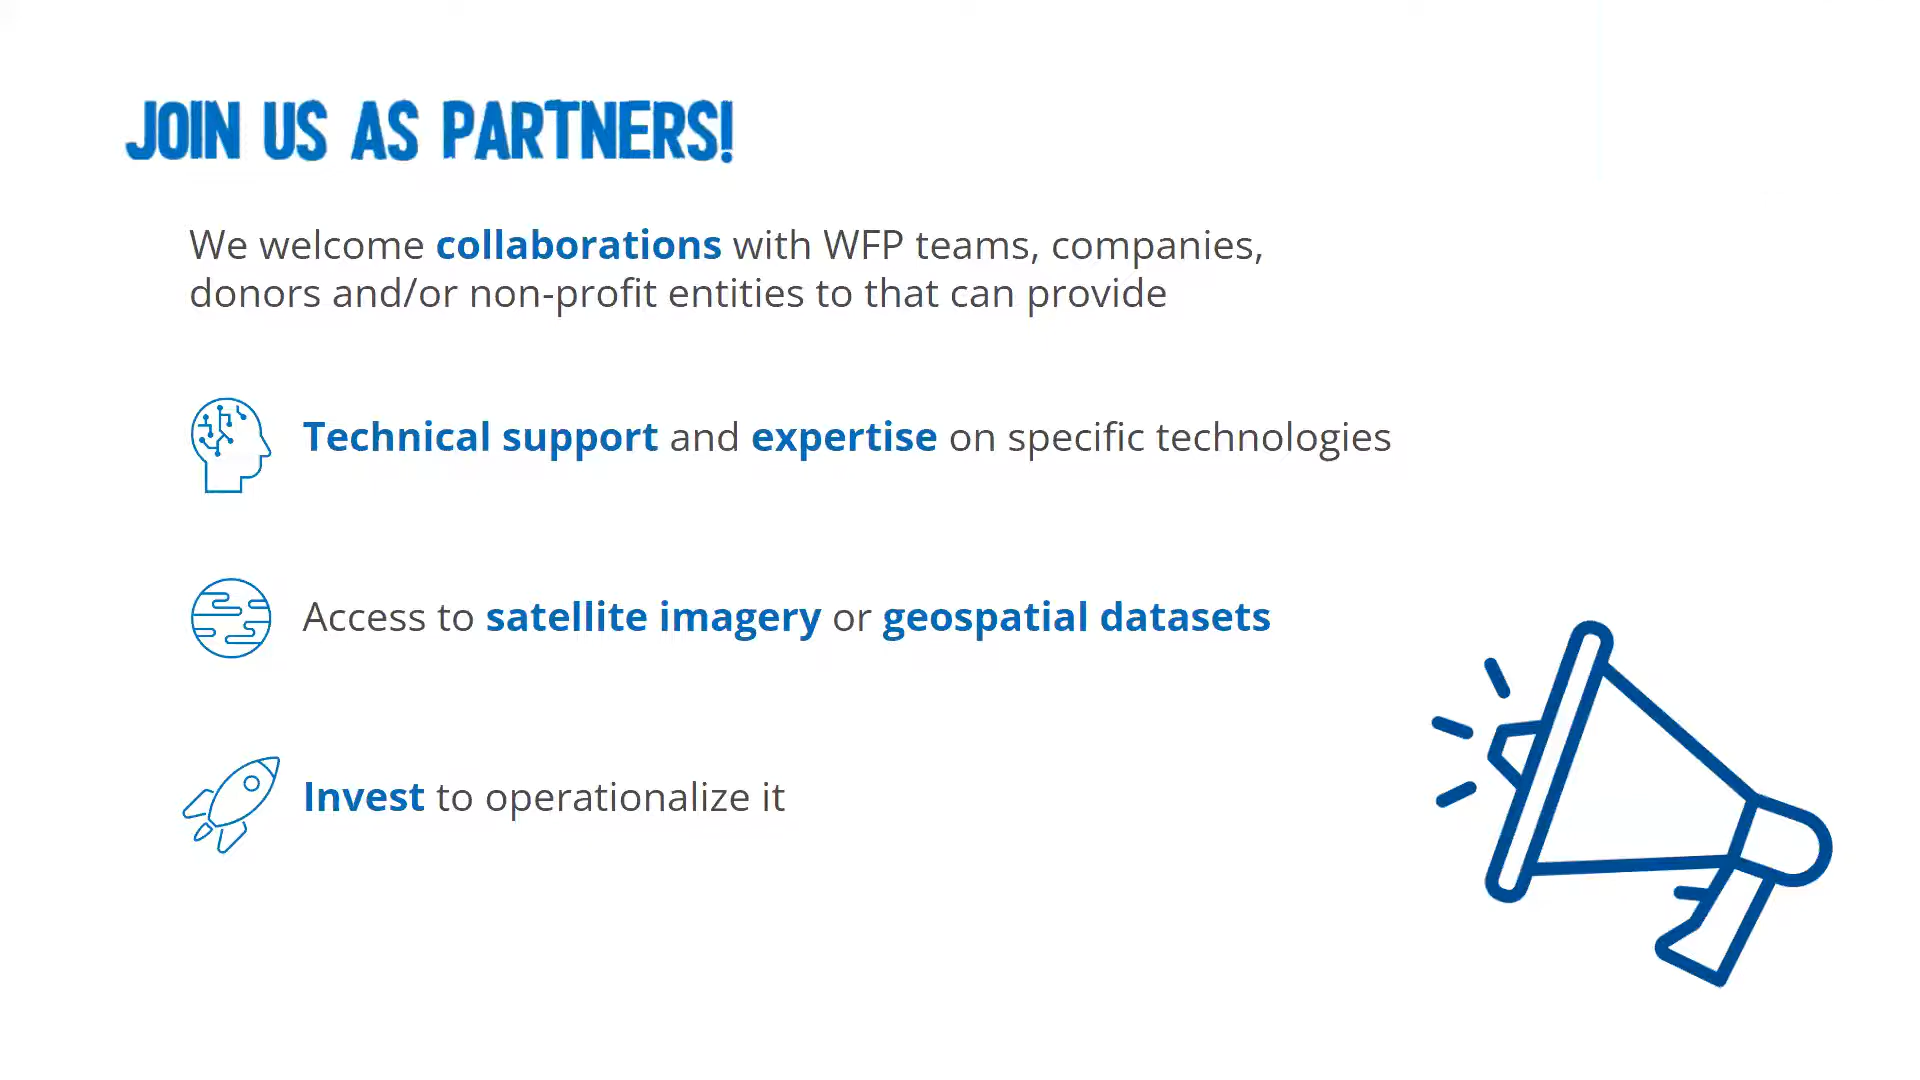 JOIN US AS PARTNERS!
We welcome collaborations with WFP teams, companies,
donors and/or non-profit entities to that can provide
Technical support and expertise on specific technologies
Access to satellite imagery or geospatial datasets
Invest to operationalize it